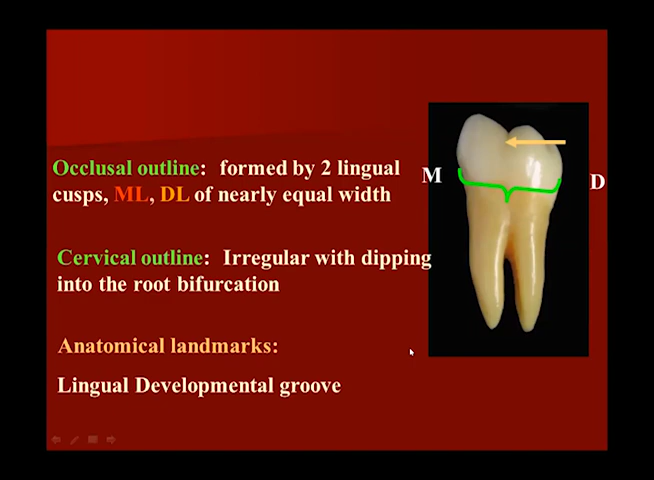 Occlusal outline: formed by 2 lingual
cusps, ML, DL of nearly equal width
M
D
Cervical outline: Irregular with dipping
into the root bifurcation
Anatomical landmarks:
Lingual Developmental groove